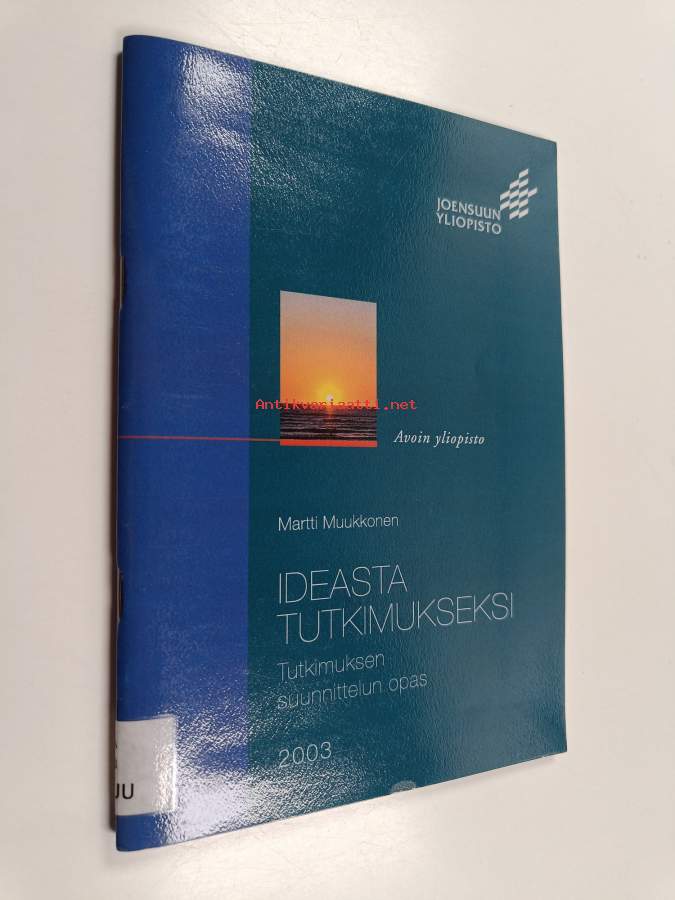 JOENSUUN
YLIOPISTO
Antikvariaatti.net
Avoin yliopisto
Martti Muukkonen
IDEASTA
TUTKIMUKSEKSI
Tutkimuksen
suunnittelun opas
2003
UU